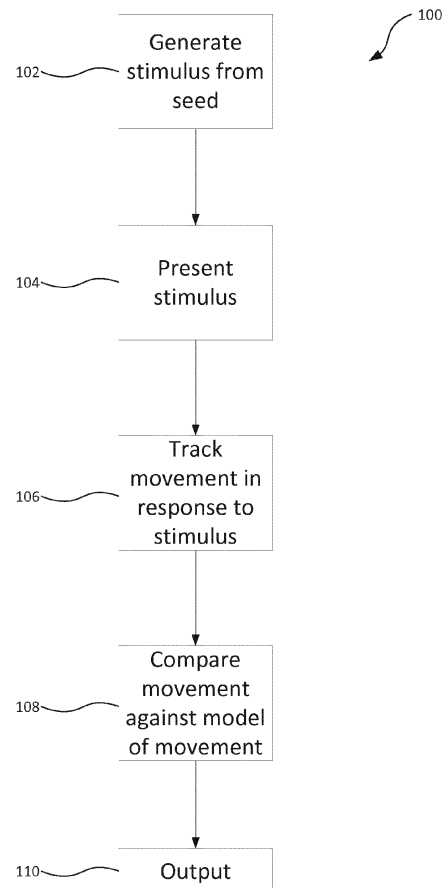 100
102
Generate
stimulus from
seed
104
Present
stimulus
106
Track
movement in
response to
stimulus
108
Compare
movement
against model
of movement
110
Output